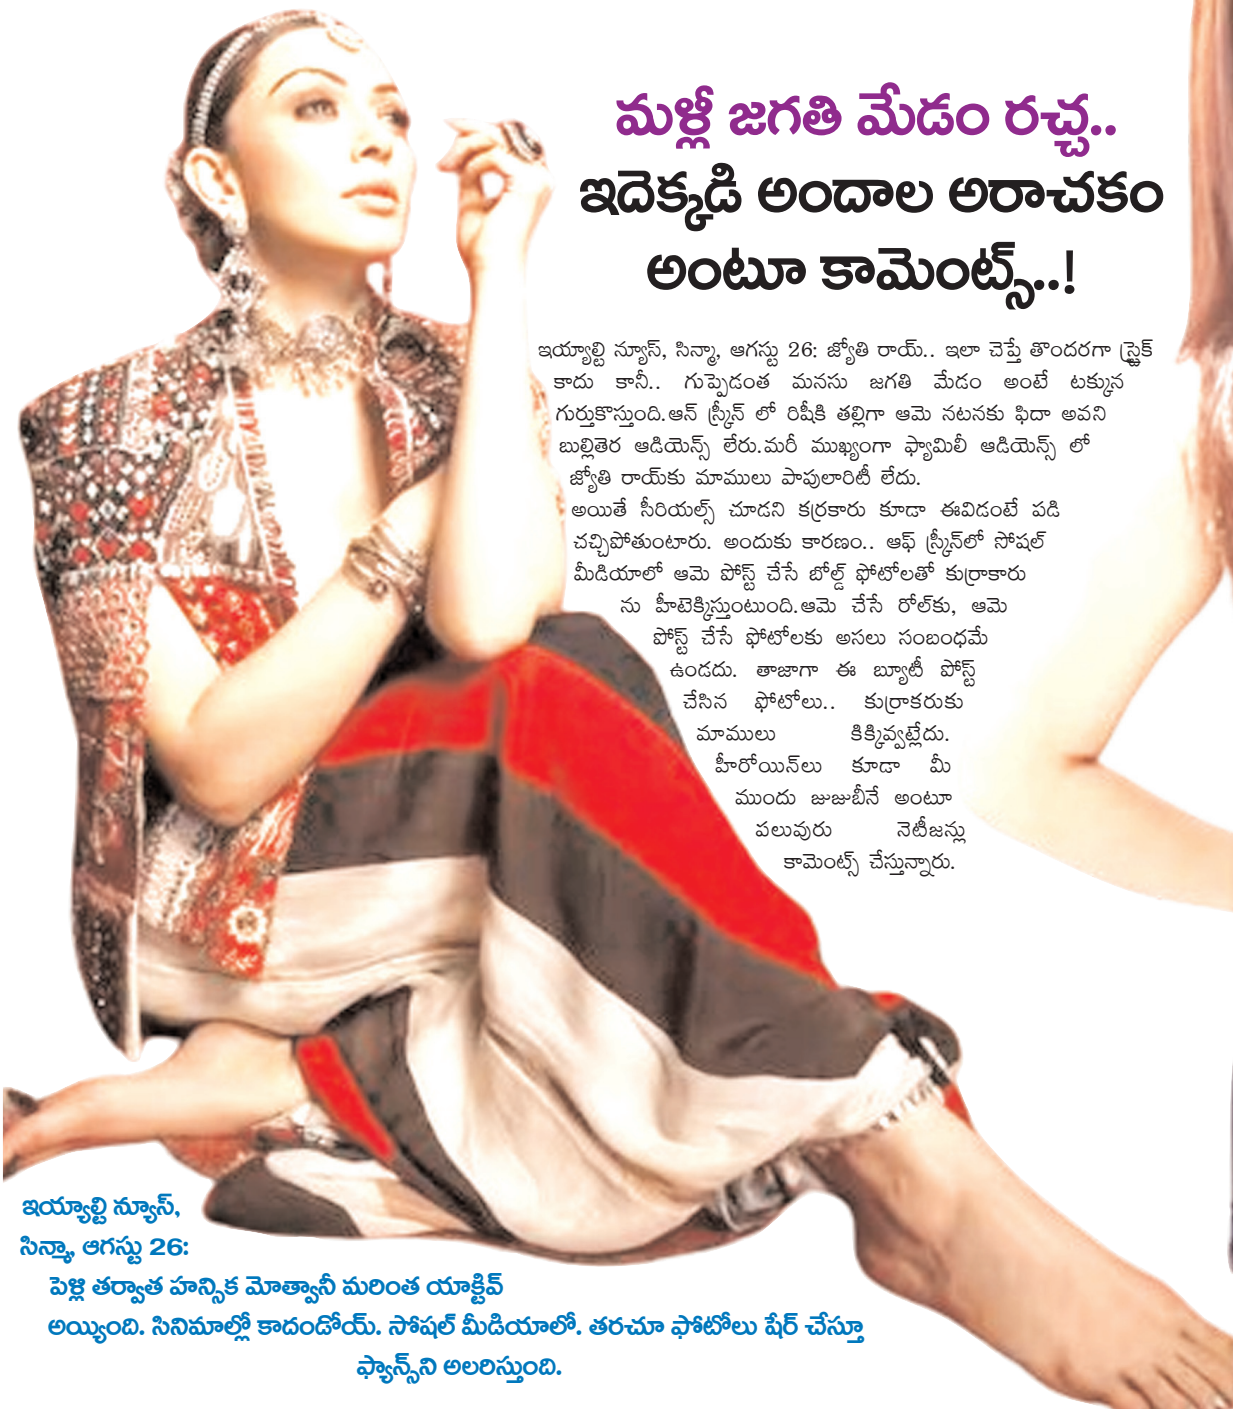 మళ్లీ జగతి మేడం రచ్చ..
ఇదెక్కడి అందాల అరాచకం
అంటూ కామెంట్స్..!
ఇయ్యాల్టి న్యూస్, సిన్మా, ఆగస్టు 26: జ్యోతి రాయ్.. ఇలా చెప్తే తొందరగా స్ట్రైక్
కాదు కానీ.. గుప్పెడంత మనసు జగతి మేడం అంటే టక్కున
గుర్తుకొస్తుంది.ఆన్ స్క్రీన్ లో రిషికి తల్లిగా ఆమె నటనకు ఫిదా అవని
బుల్లితెర ఆడియెన్స్ లేరు.మరీ ముఖ్యంగా ఫ్యామిలీ ఆడియెన్స్ లో
జ్యోతి రాయ్‌కు మాములు పాపులారిటీ లేదు.
అయితే సీరియల్స్ చూడని కర్రకారు కూడా ఈవిడంటే పడి
చచ్చిపోతుంటారు. అందుకు కారణం.. ఆఫ్ స్క్రీన్‌లో సోషల్
మీడియాలో ఆమె పోస్ట్ చేసే బోల్డ్ ఫోటోలతో కుర్రాకారు
ను హీటెక్కిస్తుంటుంది.ఆమె చేసే రోల్‌కు, ఆమె
పోస్ట్ చేసే ఫోటోలకు అసలు సంబంధమే
ఉండదు. తాజాగా ఈ బ్యూటీ పోస్ట్
చేసిన ఫోటోలు.. కుర్రాకరుకు
మాములు కిక్కివ్వట్లేదు.
హీరోయిన్‌లు కూడా మీ
ముందు జుజుబీనే అంటూ
పలువురు నెటీజన్లు
కామెంట్స్ చేస్తున్నారు.
ఇయ్యాల్టి న్యూస్,
సిన్మా, ఆగస్టు 26:
పెళ్లి తర్వాత హన్సిక మోత్వానీ మరింత యాక్టివ్
అయ్యింది. సినిమాల్లో కాదండోయ్. సోషల్ మీడియాలో. తరచూ ఫోటోలు షేర్ చేస్తూ
ఫ్యాన్స్‌ని అలరిస్తుంది.